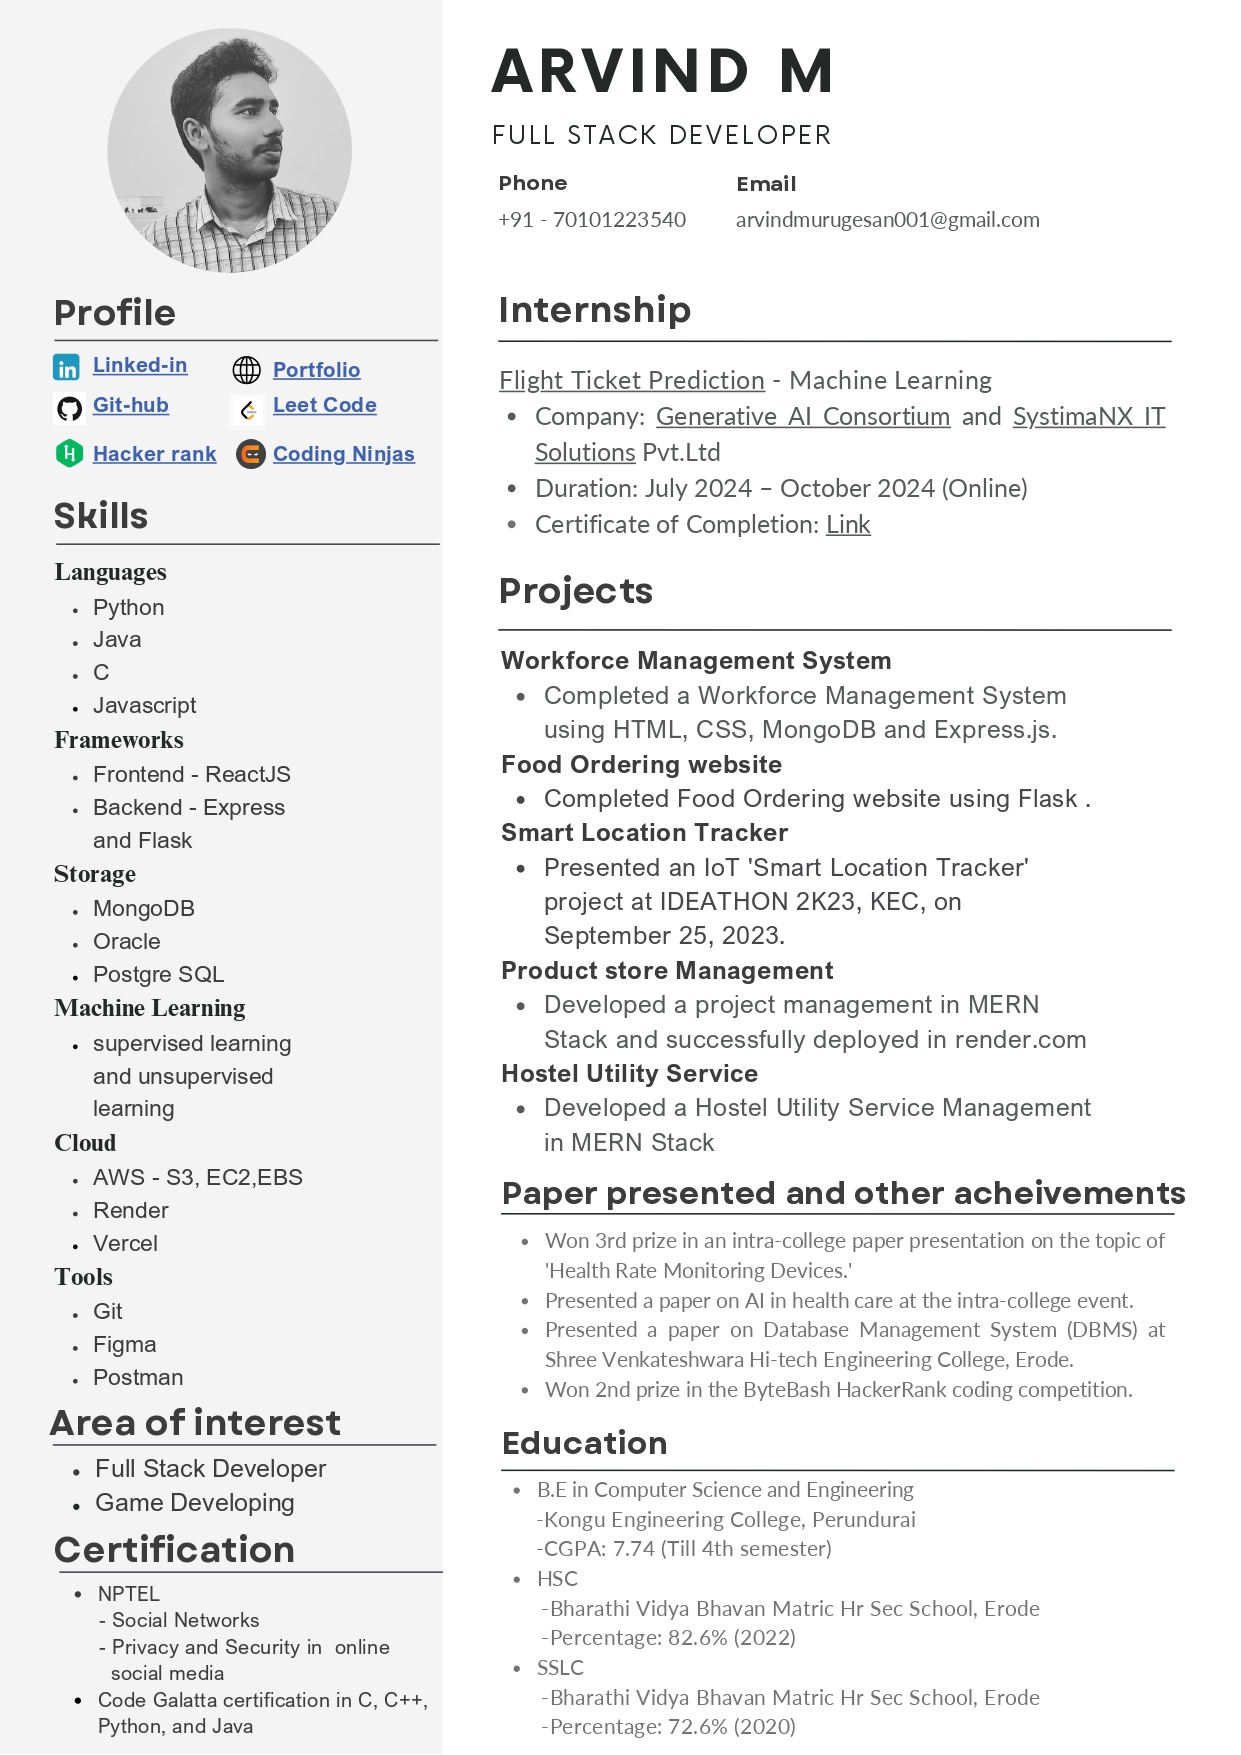 ARVIND M
FULL STACK DEVELOPER
Phone
+91 - 70101223540
Email
arvindmurugesan001@gmail.com
Profile
Linked-in
Portfolio
Git-hub
Leet Code
Hacker rank
Coding Ninjas
Skills
Languages
• Python
• Java
• C
• Javascript
Frameworks
• Frontend - ReactJS
• Backend - Express
and Flask
Storage
• MongoDB
• Oracle
• Postgre SQL
Machine Learning
• supervised learning
and unsupervised
learning
Cloud
• AWS - S3, EC2,EBS
• Render
• Vercel
Tools
• Git
• Figma
• Postman
Area of interest
• Full Stack Developer
• Game Developing
Certification
• NPTEL
- Social Networks
- Privacy and Security in online
social media
• Code Galatta certification in C, C++,
Python, and Java
Internship
Flight Ticket Prediction - Machine Learning
• Company: Generative AI Consortium and SystimaNX IT
Solutions Pvt.Ltd
• Duration: July 2024 – October 2024 (Online)
• Certificate of Completion: Link
Projects
Workforce Management System
• Completed a Workforce Management System
using HTML, CSS, MongoDB and Express.js.
Food Ordering website
• Completed Food Ordering website using Flask .
Smart Location Tracker
• Presented an IoT 'Smart Location Tracker'
project at IDEATHON 2K23, KEC, on
September 25, 2023.
Product store Management
• Developed a project management in MERN
Stack and successfully deployed in render.com
Hostel Utility Service
• Developed a Hostel Utility Service Management
in MERN Stack
Paper presented and other acheivements
• Won 3rd prize in an intra-college paper presentation on the topic of
'Health Rate Monitoring Devices.'
• Presented a paper on AI in health care at the intra-college event.
• Presented a paper on Database Management System (DBMS) at
Shree Venkateshwara Hi-tech Engineering College, Erode.
• Won 2nd prize in the ByteBash HackerRank coding competition.
Education
• B.E in Computer Science and Engineering
-Kongu Engineering College, Perundurai
-CGPA: 7.74 (Till 4th semester)
• HSC
-Bharathi Vidya Bhavan Matric Hr Sec School, Erode
-Percentage: 82.6% (2022)
• SSLC
-Bharathi Vidya Bhavan Matric Hr Sec School, Erode
-Percentage: 72.6% (2020)